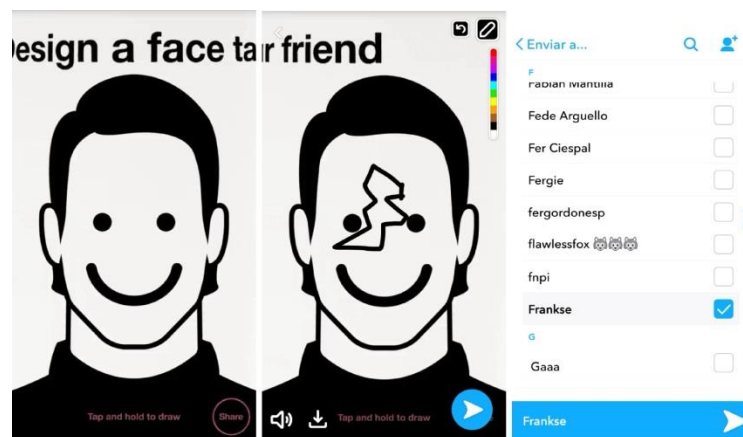 Design a face ta
r friend
Tap and hold to draw
Share
Tap and hold to draw
Enviar a...
F
Fabian Mantilla
Fede Arguello
Fer Ciespal
Fergie
fergordonesp
flawlessfox 🐺🐺🐺
fnpi
Frankse
G
Gaaa
Frankse